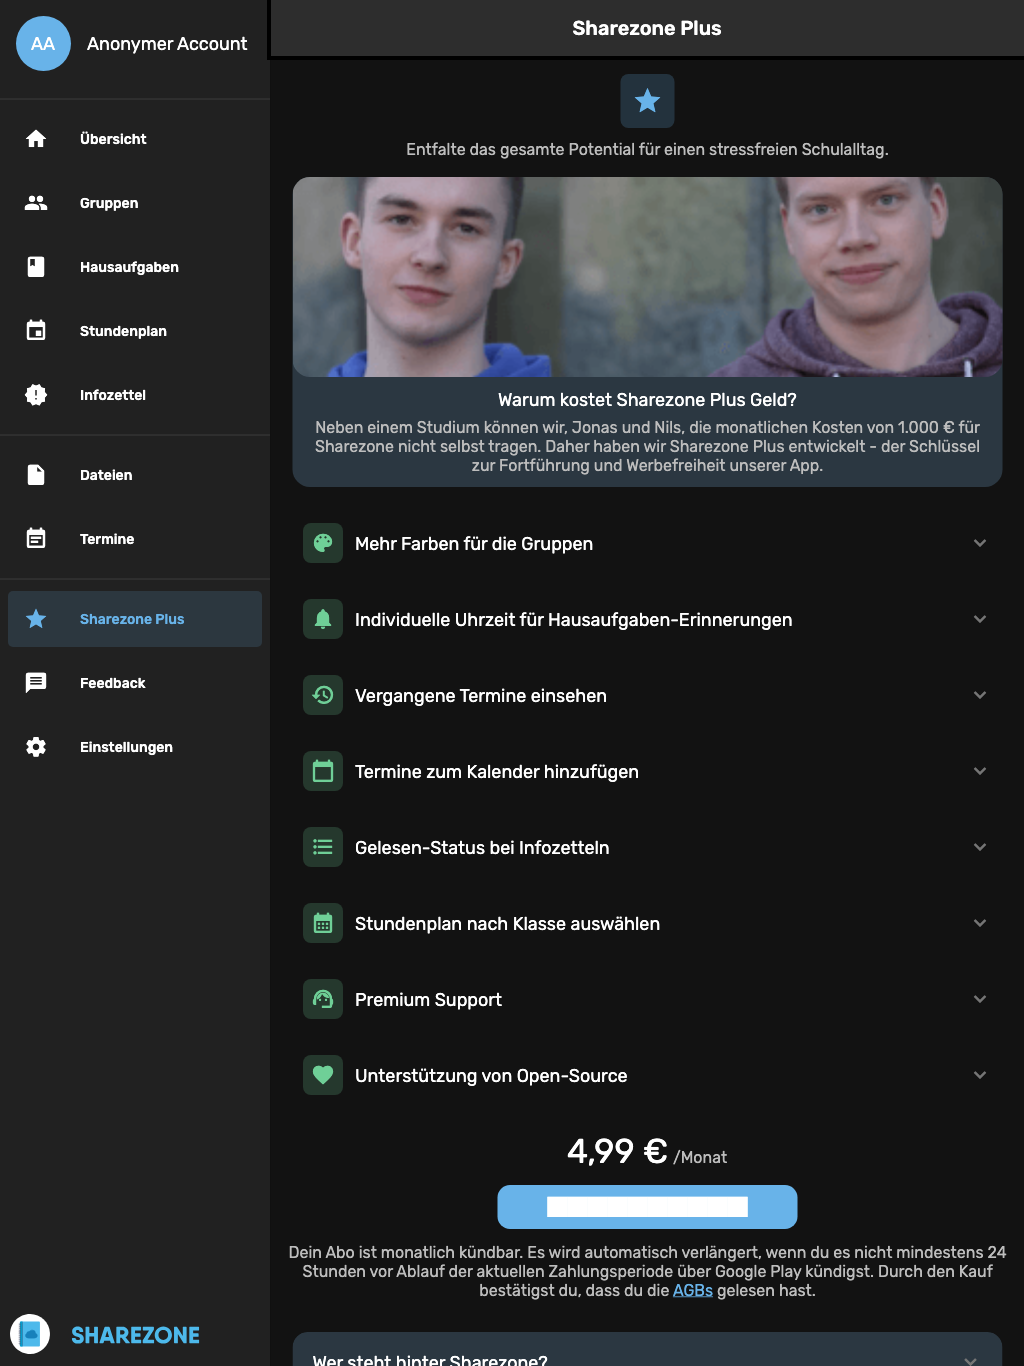 AA
Anonymer Account
Übersicht
Gruppen
Hausaufgaben
Stundenplan
Infozettel
Dateien
Termine
Sharezone Plus
Feedback
Einstellungen
SHAREZONE
Sharezone Plus
Entfalte das gesamte Potential für einen stressfreien Schulalltag.
Warum kostet Sharezone Plus Geld?
Neben einem Studium können wir, Jonas und Nils, die monatlichen Kosten von 1.000 € für
Sharezone nicht selbst tragen. Daher haben wir Sharezone Plus entwickelt - der Schlüssel
zur Fortführung und Werbefreiheit unserer App.
Mehr Farben für die Gruppen
Individuelle Uhrzeit für Hausaufgaben-Erinnerungen
Vergangene Termine einsehen
Termine zum Kalender hinzufügen
Gelesen-Status bei Infozetteln
Stundenplan nach Klasse auswählen
Premium Support
Unterstützung von Open-Source
4,99 € /Monat
Dein Abo ist monatlich kündbar. Es wird automatisch verlängert, wenn du es nicht mindestens 24
Stunden vor Ablauf der aktuellen Zahlungsperiode über Google Play kündigst. Durch den Kauf
bestätigst du, dass du die AGBs gelesen hast.
Wer steht hinter Sharezone?